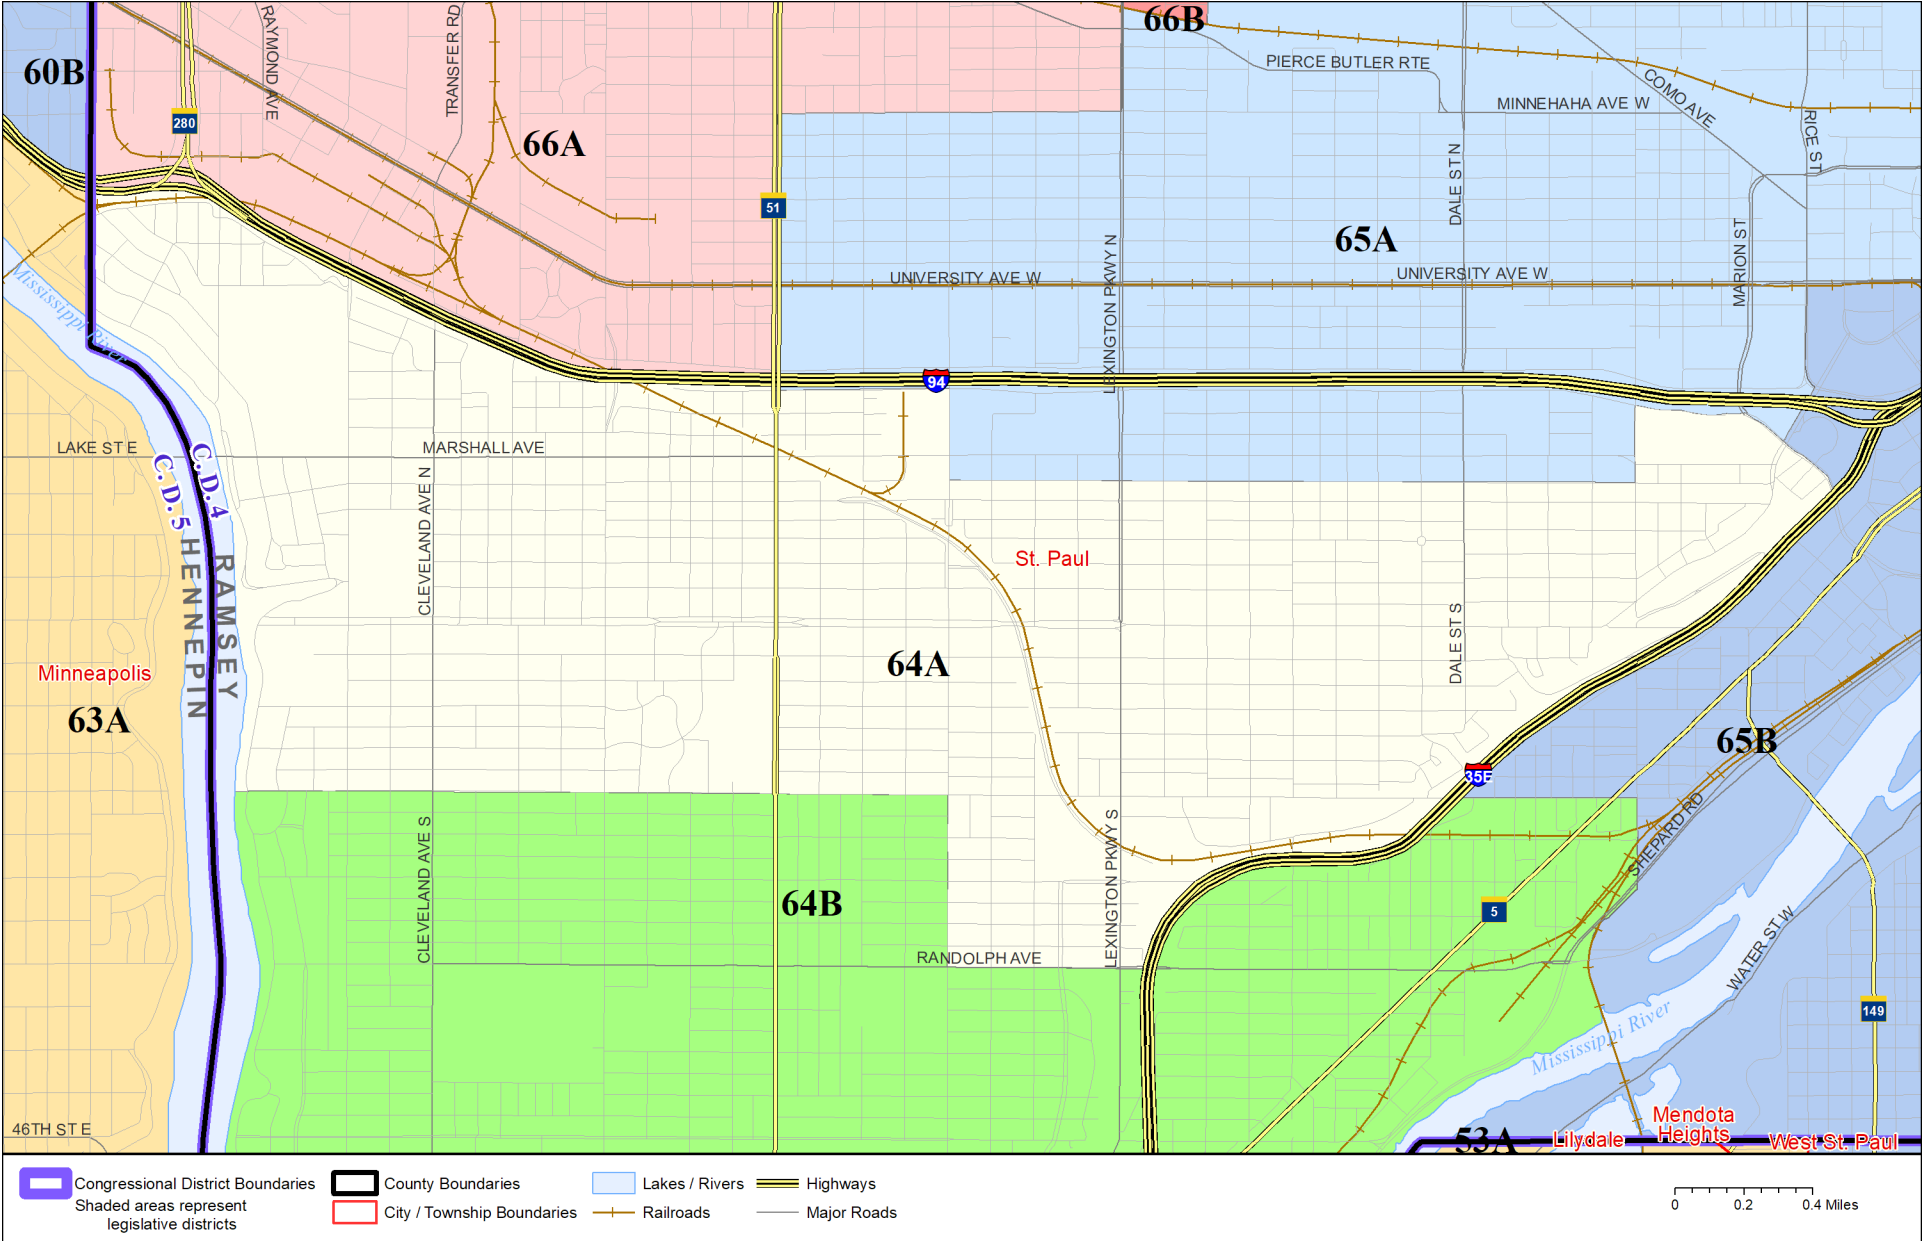 60B
RAYMOND AVE
TRANSFER RD
66B
PIERCE BUTLER RTE
COMO AVE
MINNEHAHA AVE W
RICE ST
280
66A
51
DALE ST N
65A
MARION ST
LEXINGTON PKWY N
UNIVERSITY AVE W
UNIVERSITY AVE W
Mississippi River
94
LAKE ST E
MARSHALL AVE
C.D. 4
C.D. 5
CLEVELAND AVE N
HENNEPIN
RAMSEY
St. Paul
DALE ST S
64A
Minneapolis
63A
65B
35E
SHEPARD RD
CLEVELAND AVE S
64B
LEXINGTON PKWY S
5
RANDOLPH AVE
WATER ST W
149
Mississippi River
46TH ST E
53A
Lilydale
Mendota
Heights
West St. Paul
Congressional District Boundaries
Shaded areas represent
legislative districts
County Boundaries
City / Township Boundaries
Lakes / Rivers
Railroads
Highways
Major Roads
0 0.2 0.4 Miles